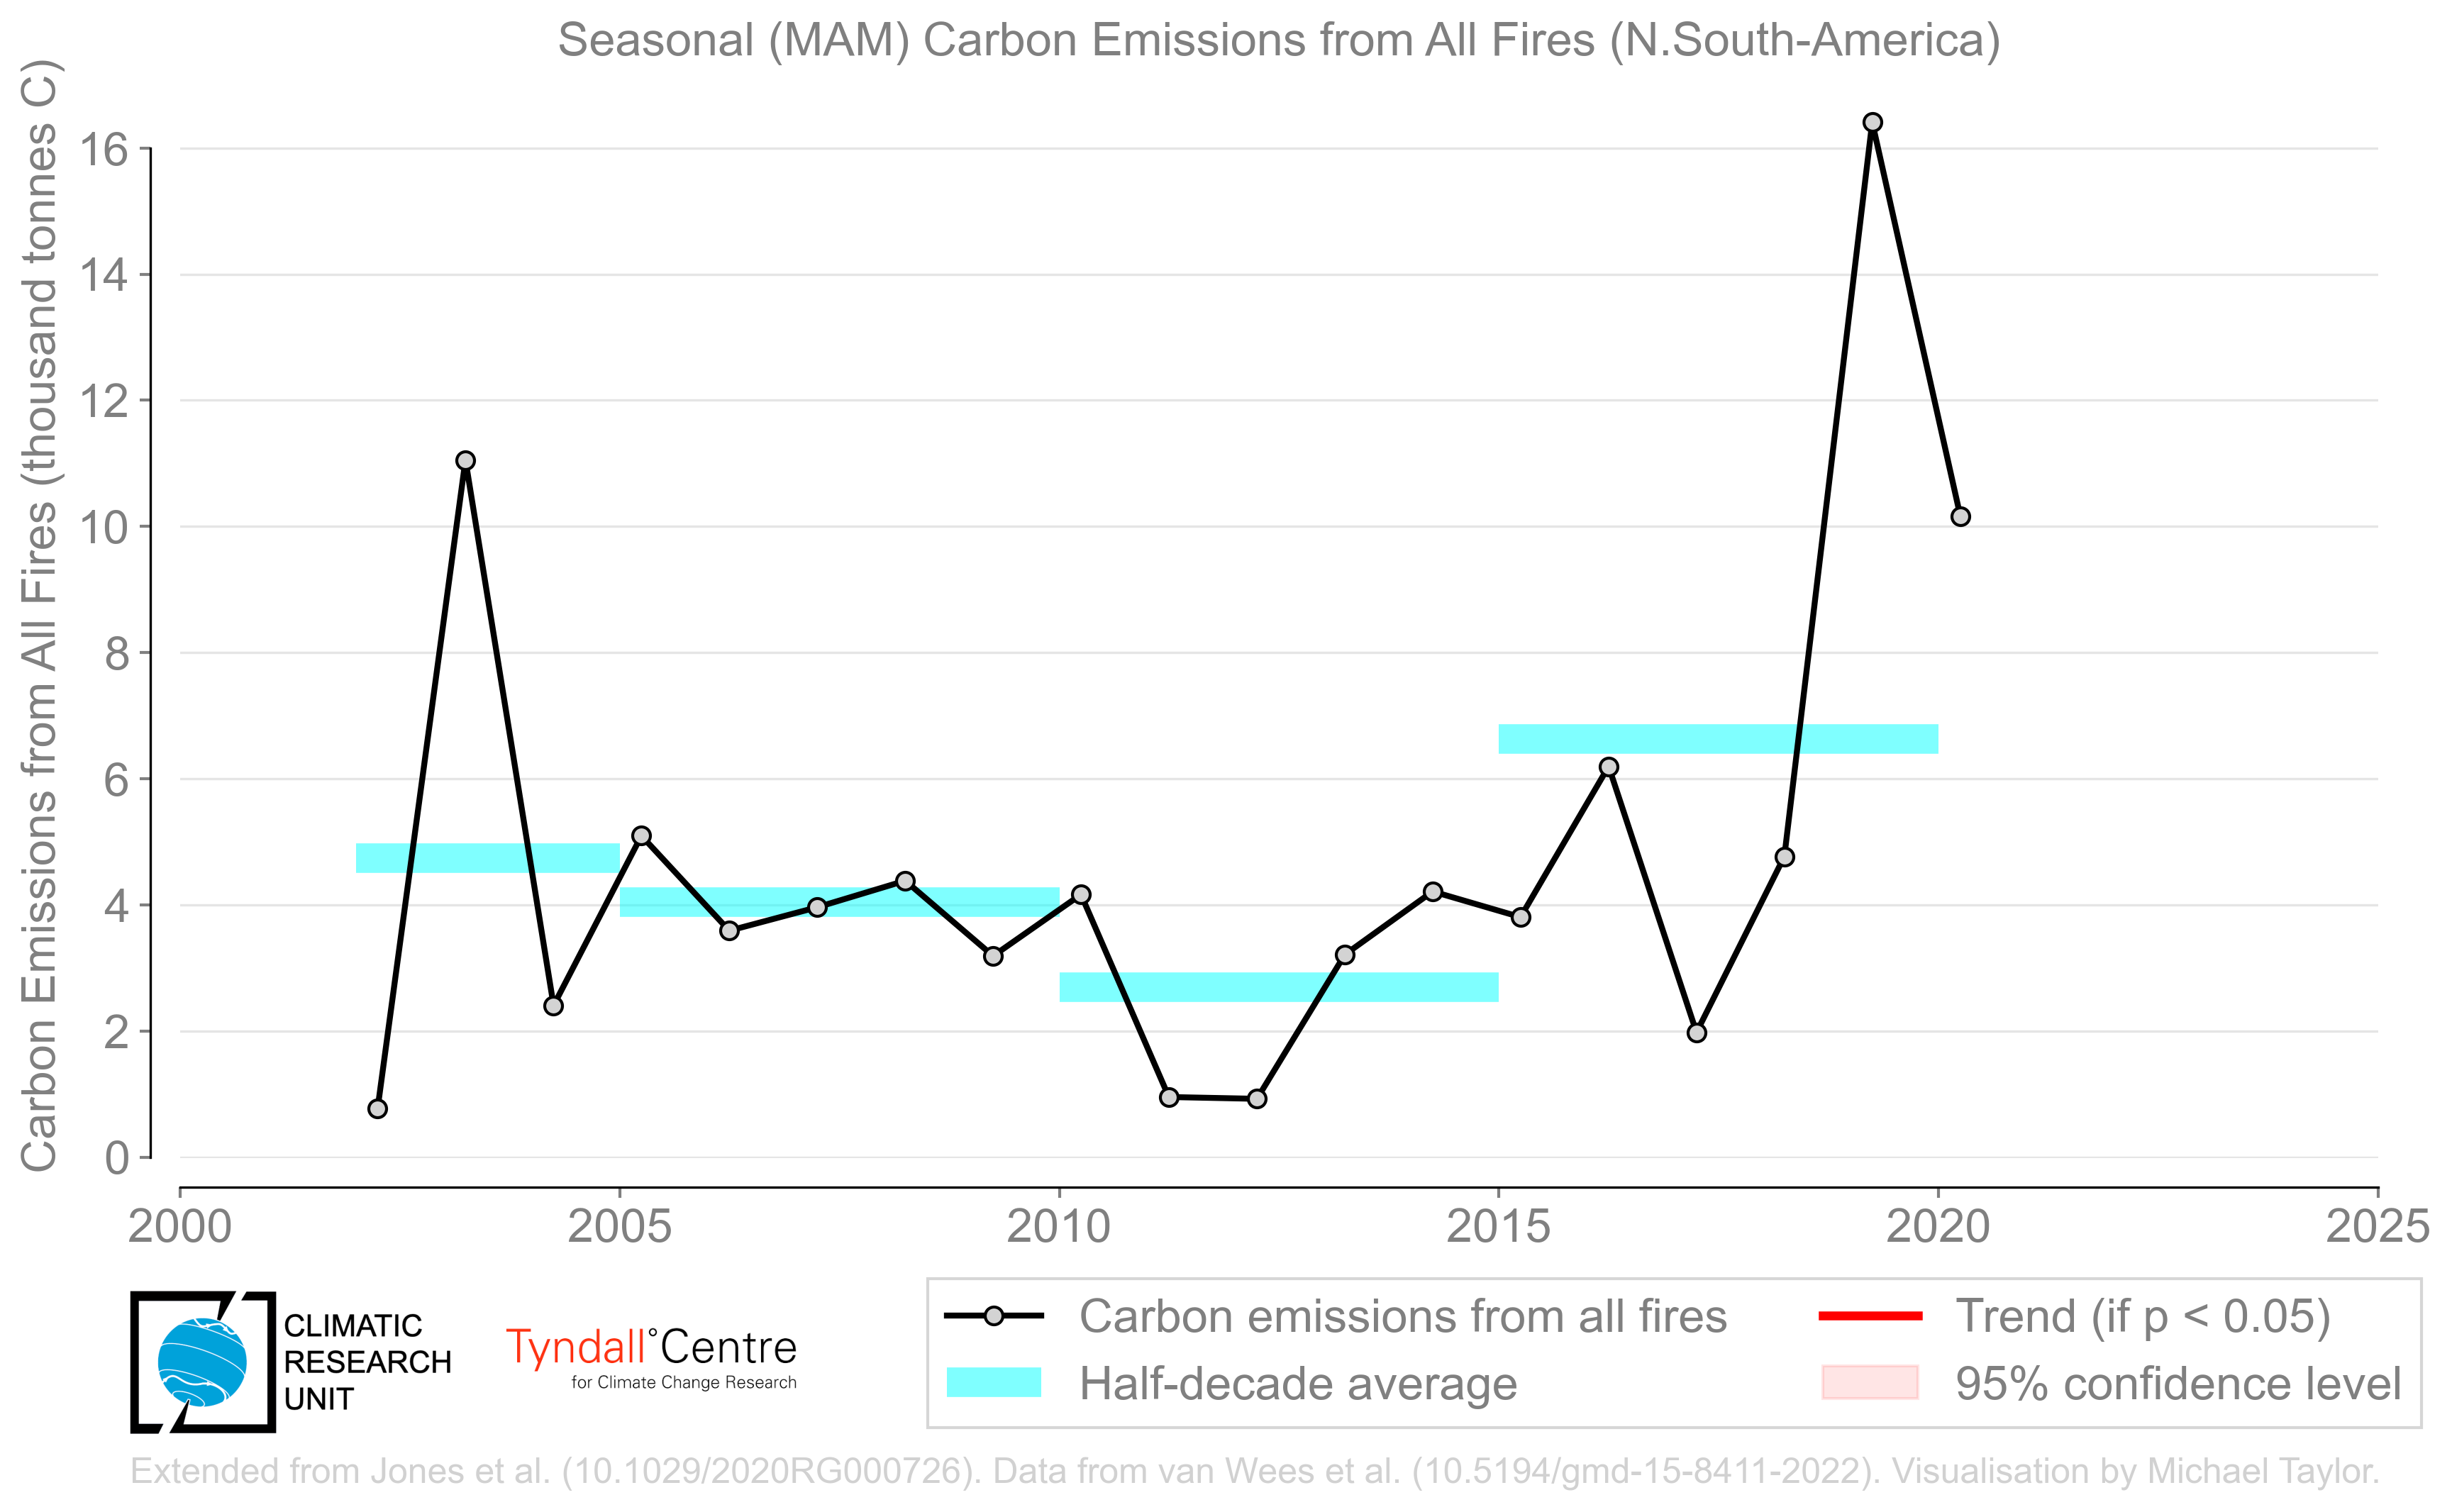 Seasonal (MAM) Carbon Emissions from All Fires (N.South-America)
Carbon Emissions from All Fires (thousand tonnes C)
16
14
12
10
8
6
4
2
0
2000 2005 2010 2015 2020 2025
CLIMATIC
RESEARCH
UNIT
Tyndall°Centre
for Climate Change Research
Carbon emissions from all fires
Half-decade average
Trend (if p < 0.05)
95% confidence level
Extended from Jones et al. (10.1029/2020RG000726). Data from van Wees et al. (10.5194/gmd-15-8411-2022). Visualisation by Michael Taylor.